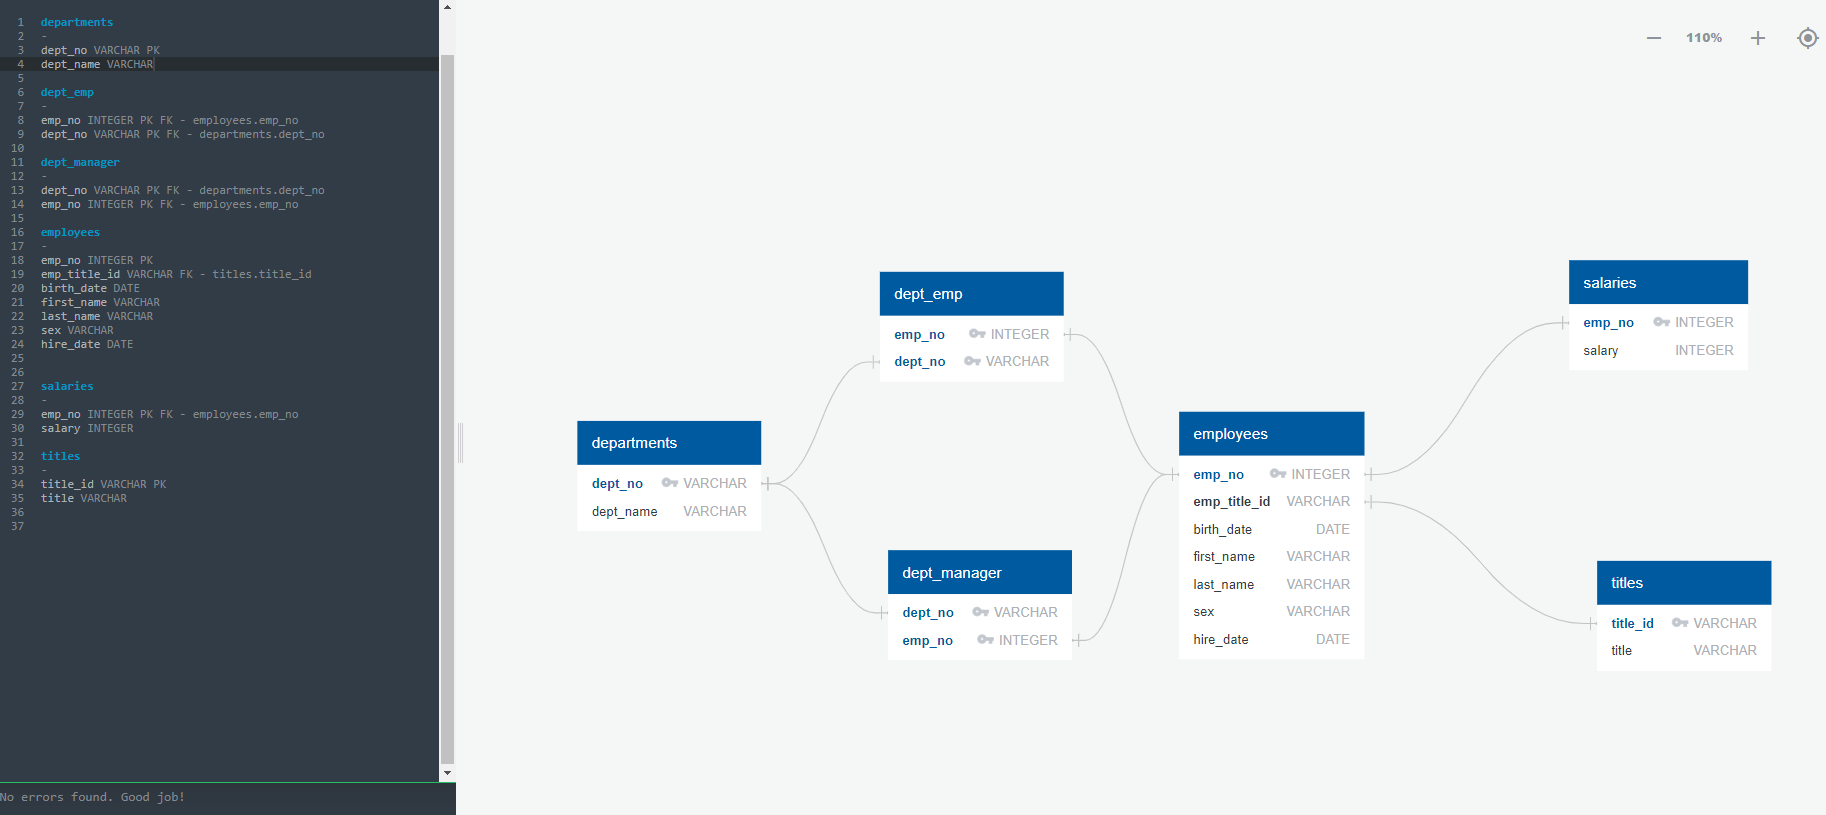 1 departments
2 -
3 dept_no VARCHAR PK
4 dept_name VARCHAR
5
6 dept_emp
7 -
8 emp_no INTEGER PK FK - employees.emp_no
9 dept_no VARCHAR PK FK - departments.dept_no
10
11 dept_manager
12 -
13 dept_no VARCHAR PK FK - departments.dept_no
14 emp_no INTEGER PK FK - employees.emp_no
15
16 employees
17 -
18 emp_no INTEGER PK
19 emp_title_id VARCHAR FK - titles.title_id
20 birth_date DATE
21 first_name VARCHAR
22 last_name VARCHAR
23 sex VARCHAR
24 hire_date DATE
25
26
27 salaries
28 -
29 emp_no INTEGER PK FK - employees.emp_no
30 salary INTEGER
31
32 titles
33 -
34 title_id VARCHAR PK
35 title VARCHAR
36
37
No errors found. Good job!
110%
departments
dept_no VARCHAR
dept_name VARCHAR
dept_emp
emp_no INTEGER
dept_no VARCHAR
dept_manager
dept_no VARCHAR
emp_no INTEGER
employees
emp_no INTEGER
emp_title_id VARCHAR
birth_date DATE
first_name VARCHAR
last_name VARCHAR
sex VARCHAR
hire_date DATE
salaries
emp_no INTEGER
salary INTEGER
titles
title_id VARCHAR
title VARCHAR